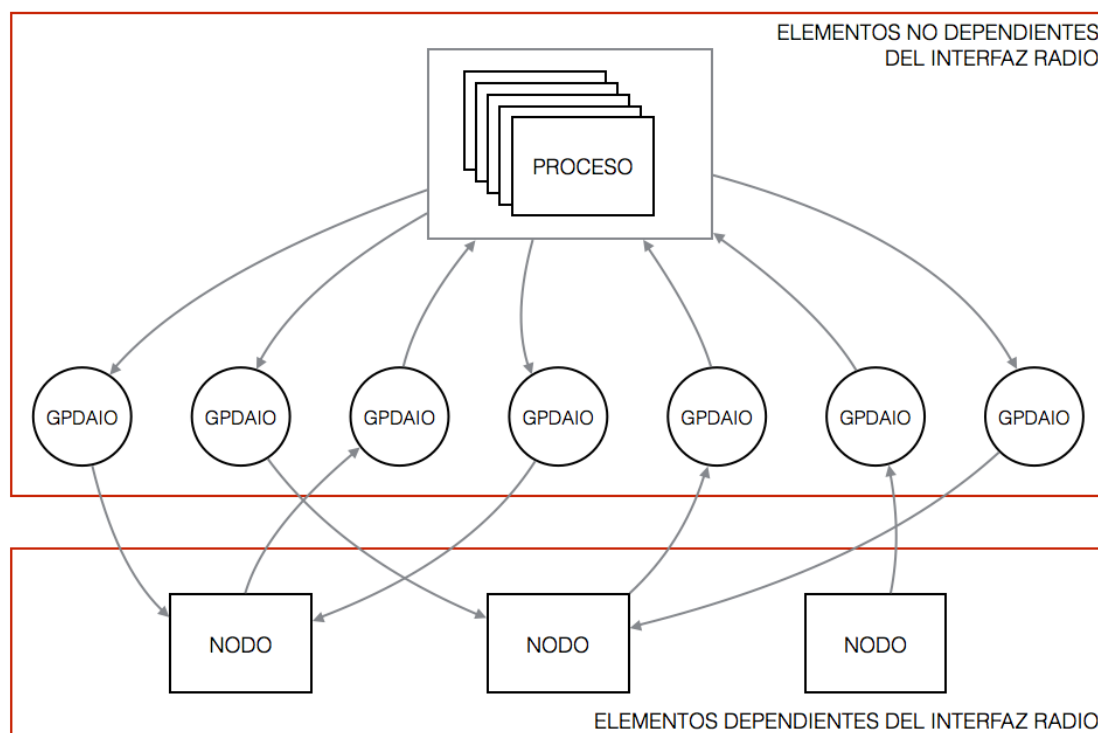 ELEMENTOS NO DEPENDIENTES
DEL INTERFAZ RADIO
PROCESO
GPDAIO
GPDAIO
GPDAIO
GPDAIO
GPDAIO
GPDAIO
GPDAIO
NODO
NODO
NODO
ELEMENTOS DEPENDIENTES DEL INTERFAZ RADIO